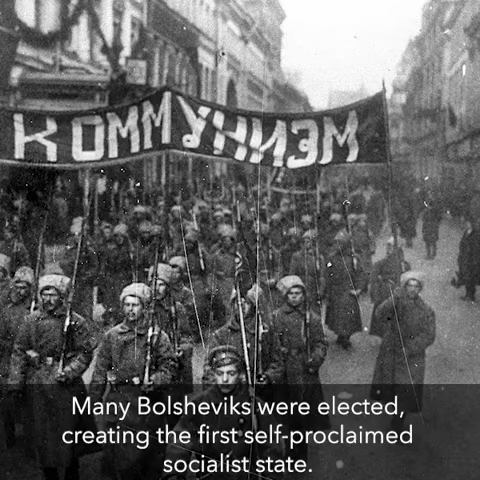 КОММУНИЗМ
Many Bolsheviks were elected,
creating the first self-proclaimed
socialist state.